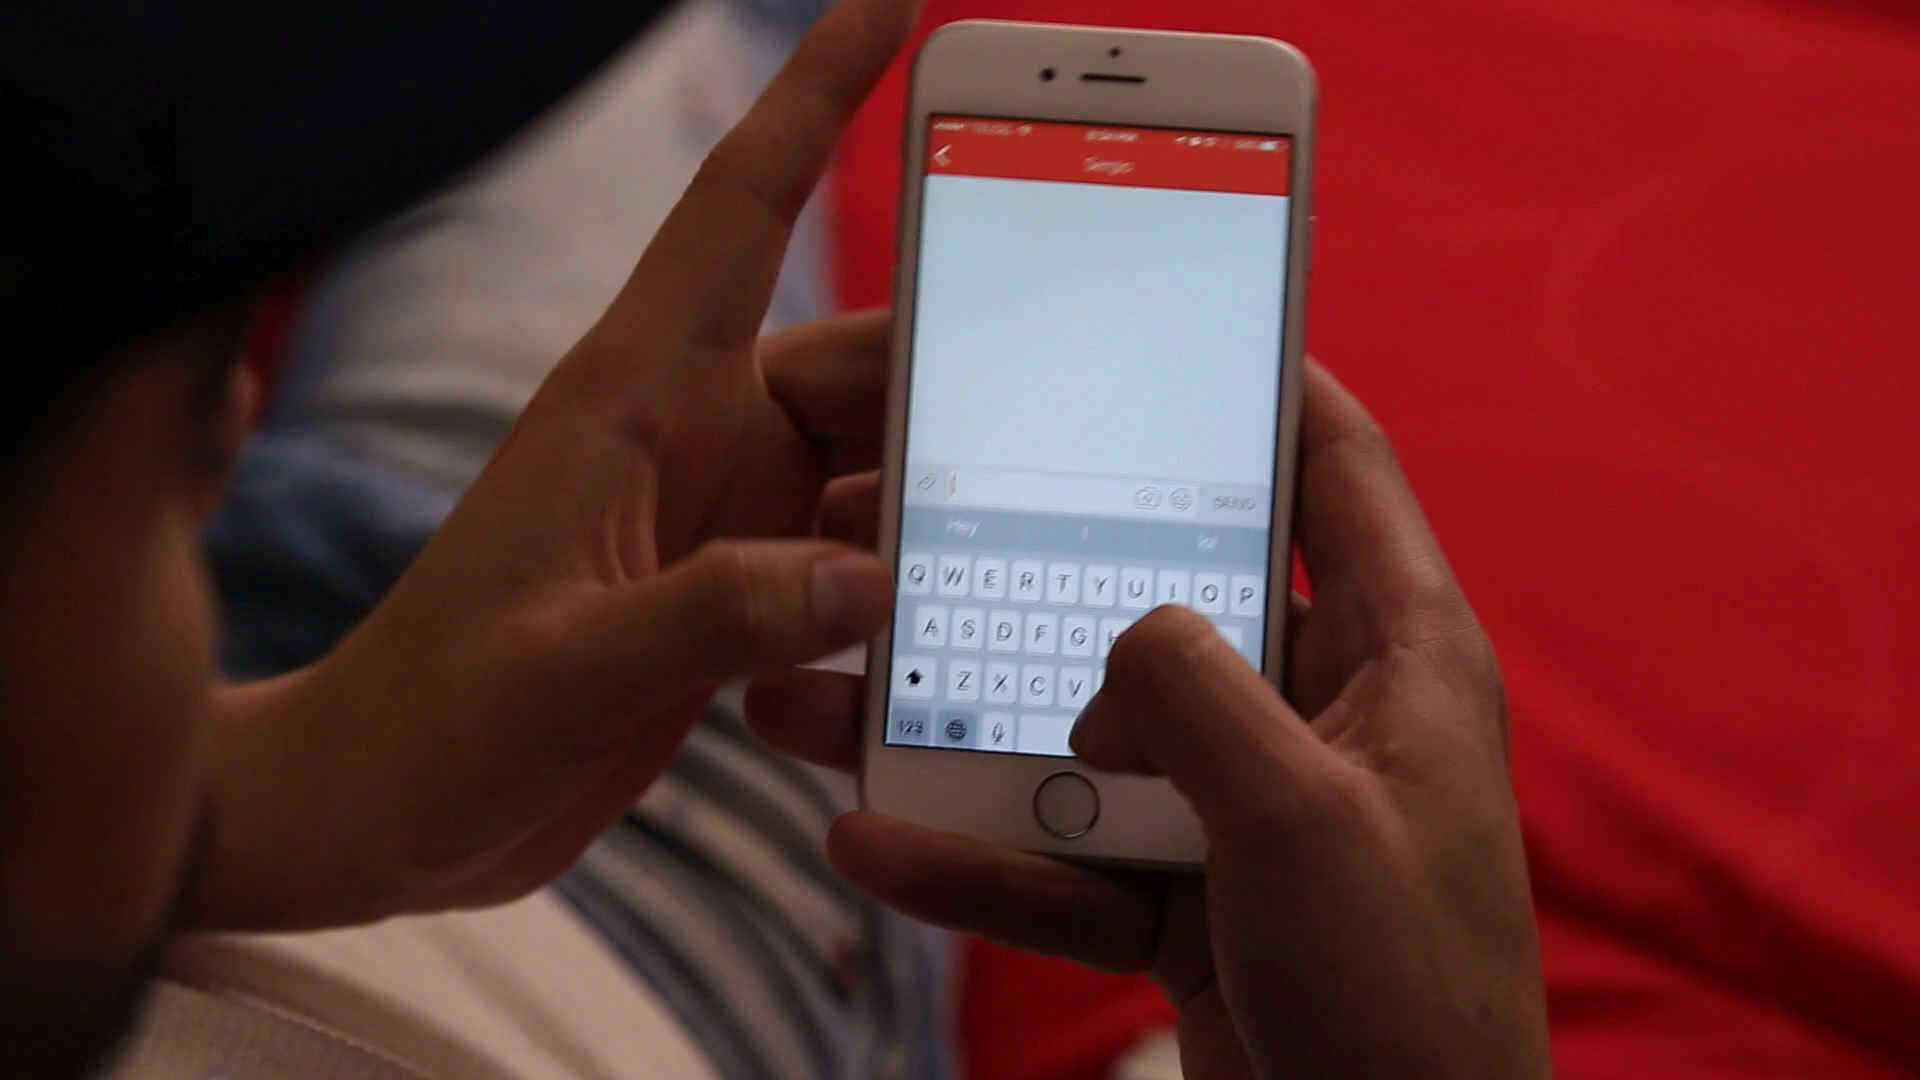 Sergio
SEND
Hey I lol
Q W E R T Y U I O P
A S D F G
Z X C V
123